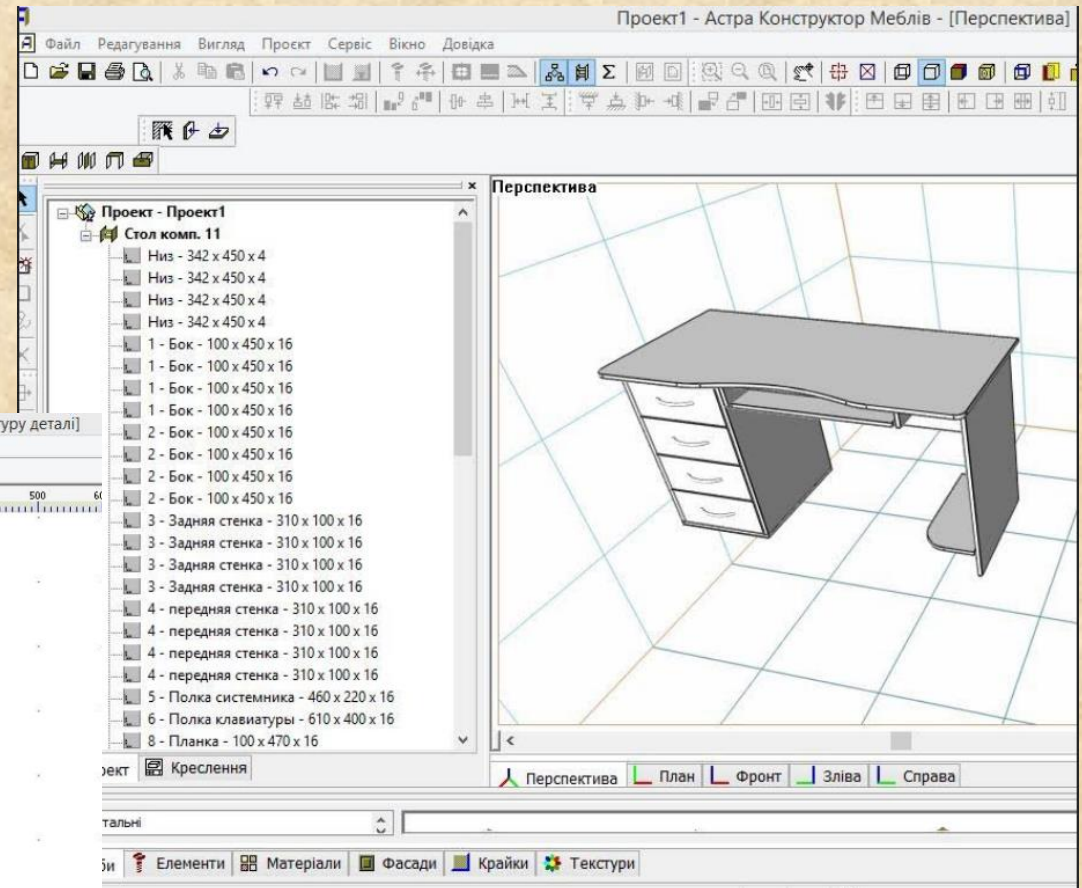 Проект1 - Астра Конструктор Меблів - [Перспектива]
Файл Редагування Вигляд Проєкт Сервіс Вікно Довідка
Перспектива
Проект - Проект1
Стол комп. 11
Низ - 342 x 450 x 4
Низ - 342 x 450 x 4
Низ - 342 x 450 x 4
Низ - 342 x 450 x 4
1 - Бок - 100 x 450 x 16
1 - Бок - 100 x 450 x 16
1 - Бок - 100 x 450 x 16
1 - Бок - 100 x 450 x 16
2 - Бок - 100 x 450 x 16
2 - Бок - 100 x 450 x 16
2 - Бок - 100 x 450 x 16
2 - Бок - 100 x 450 x 16
3 - Задняя стенка - 310 x 100 x 16
3 - Задняя стенка - 310 x 100 x 16
3 - Задняя стенка - 310 x 100 x 16
3 - Задняя стенка - 310 x 100 x 16
4 - передняя стенка - 310 x 100 x 16
4 - передняя стенка - 310 x 100 x 16
4 - передняя стенка - 310 x 100 x 16
4 - передняя стенка - 310 x 100 x 16
5 - Полка системника - 460 x 220 x 16
6 - Полка клавиатуры - 610 x 400 x 16
8 - Планка - 100 x 470 x 16
туру деталі]
500
ект Креслення
Перспектива План Фронт Зліва Справа
тальні
би Елементи Матеріали Фасади Крайки Текстури